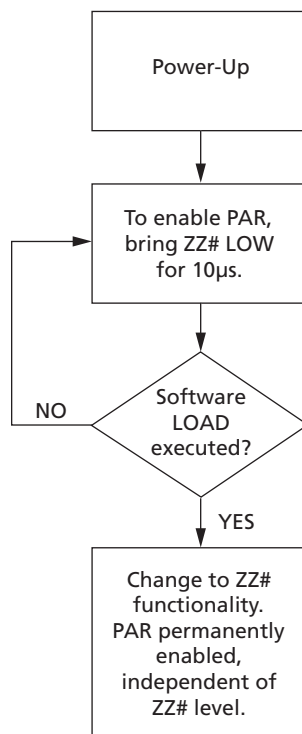 Power-Up
To enable PAR,
bring ZZ# LOW
for 10µs.
Software
LOAD
executed?
NO
YES
Change to ZZ#
functionality.
PAR permanently
enabled,
independent of
ZZ# level.